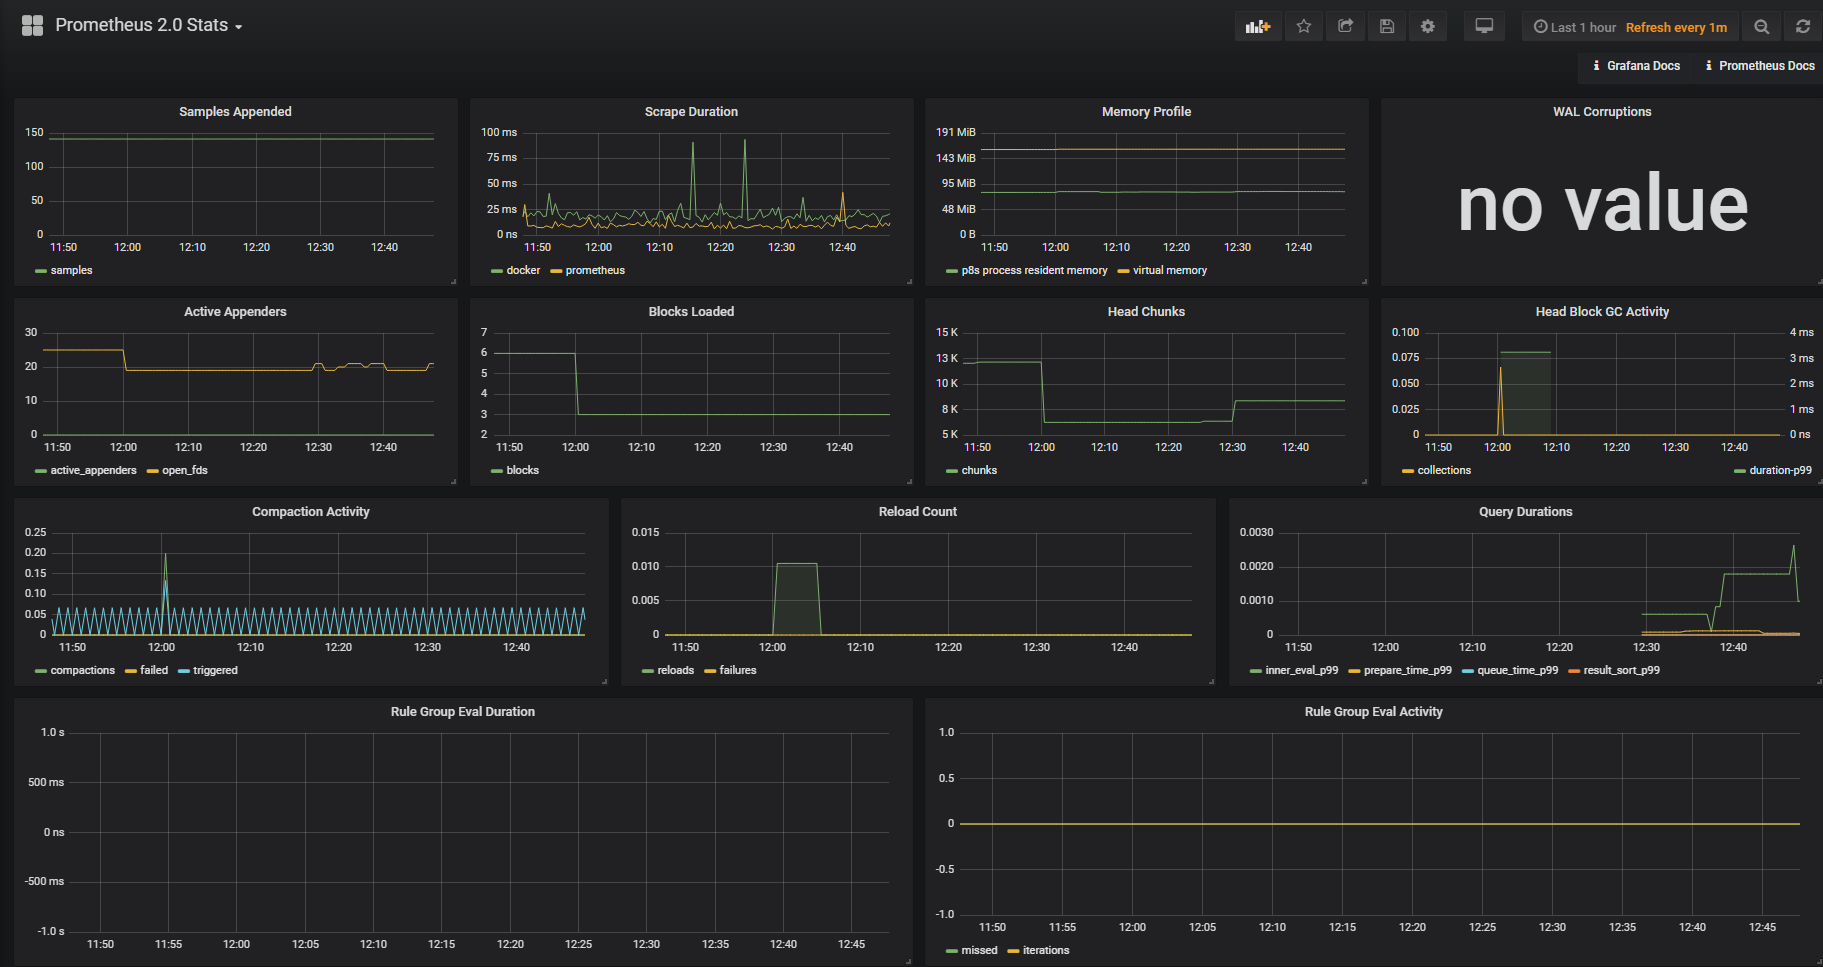 Prometheus 2.0 Stats
Last 1 hour Refresh every 1m
Grafana Docs Prometheus Docs
Samples Appended
150
100
50
0
11:50 12:00 12:10 12:20 12:30 12:40
samples
Scrape Duration
100 ms
75 ms
50 ms
25 ms
0 ns
11:50 12:00 12:10 12:20 12:30 12:40
docker prometheus
Memory Profile
191 MiB
143 MiB
95 MiB
48 MiB
0 B
11:50 12:00 12:10 12:20 12:30 12:40
p8s process resident memory virtual memory
WAL Corruptions
no value
Active Appenders
30
20
10
0
11:50 12:00 12:10 12:20 12:30 12:40
active_appenders open_fds
Blocks Loaded
7
6
5
4
3
2
11:50 12:00 12:10 12:20 12:30 12:40
blocks
Head Chunks
15 K
13 K
10 K
8 K
5 K
11:50 12:00 12:10 12:20 12:30 12:40
chunks
Head Block GC Activity
0.100 4 ms
0.075 3 ms
0.050 2 ms
0.025 1 ms
0 0 ns
11:50 12:00 12:10 12:20 12:30 12:40
collections duration-p99
Compaction Activity
0.25
0.20
0.15
0.10
0.05
0
11:50 12:00 12:10 12:20 12:30 12:40
compactions failed triggered
Reload Count
0.015
0.010
0.005
0
11:50 12:00 12:10 12:20 12:30 12:40
reloads failures
Query Durations
0.0030
0.0020
0.0010
0
11:50 12:00 12:10 12:20 12:30 12:40
inner_eval_p99 prepare_time_p99 queue_time_p99 result_sort_p99
Rule Group Eval Duration
1.0 s
500 ms
0 ns
-500 ms
-1.0 s
11:50 11:55 12:00 12:05 12:10 12:15 12:20 12:25 12:30 12:35 12:40 12:45
Rule Group Eval Activity
1.0
0.5
0
-0.5
-1.0
11:50 11:55 12:00 12:05 12:10 12:15 12:20 12:25 12:30 12:35 12:40 12:45
missed iterations